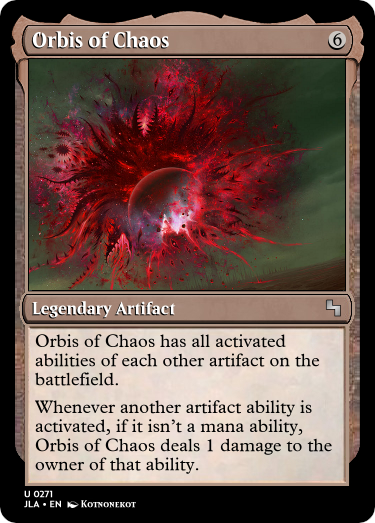 Orbis of Chaos 6
Legendary Artifact
Orbis of Chaos has all activated
abilities of each other artifact on the
battlefield.
Whenever another artifact ability is
activated, if it isn't a mana ability,
Orbis of Chaos deals 1 damage to the
owner of that ability.
U 0271
JLA • EN Kotnonekot